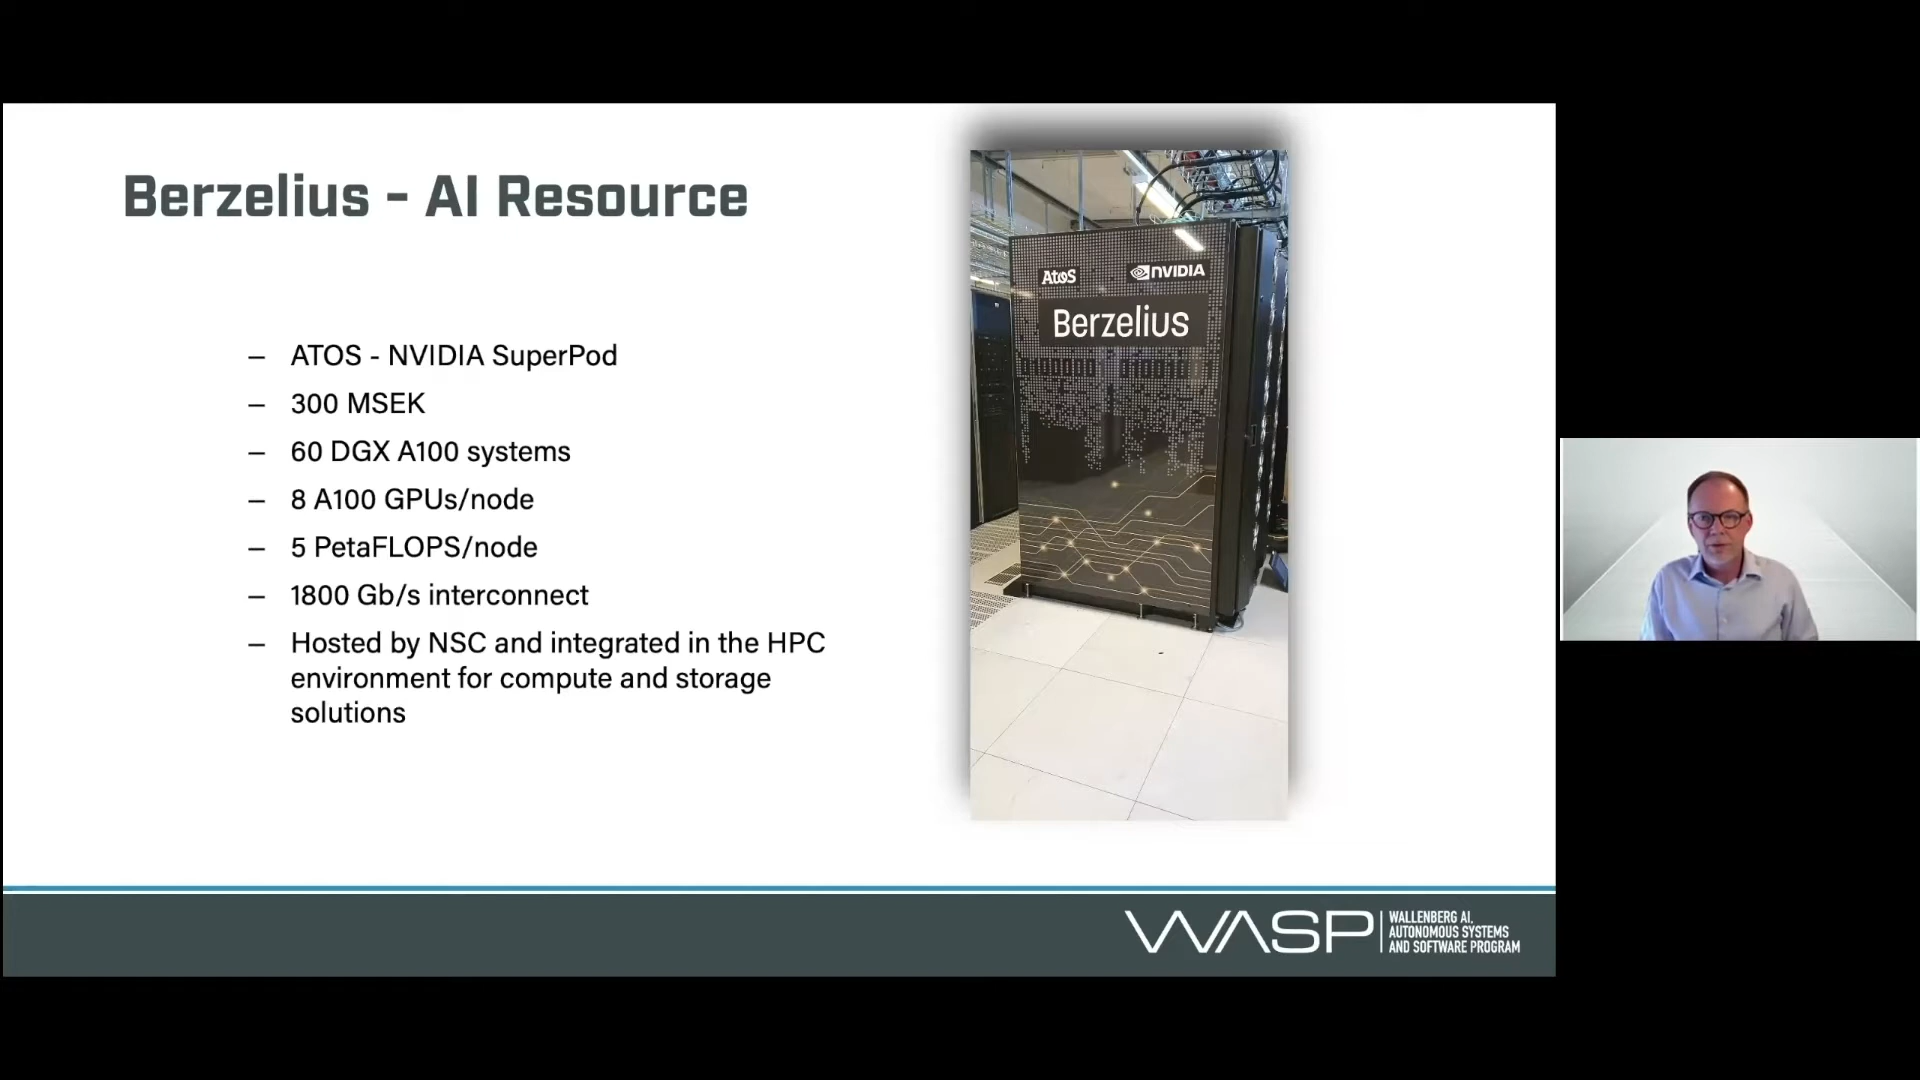 Berzelius - AI Resource
– ATOS - NVIDIA SuperPod
– 300 MSEK
– 60 DGX A100 systems
– 8 A100 GPUs/node
– 5 PetaFLOPS/node
– 1800 Gb/s interconnect
– Hosted by NSC and integrated in the HPC
environment for compute and storage
solutions
Atos
NVIDIA
Berzelius
WASP
WALLENBERG AI,
AUTONOMOUS SYSTEMS
AND SOFTWARE PROGRAM